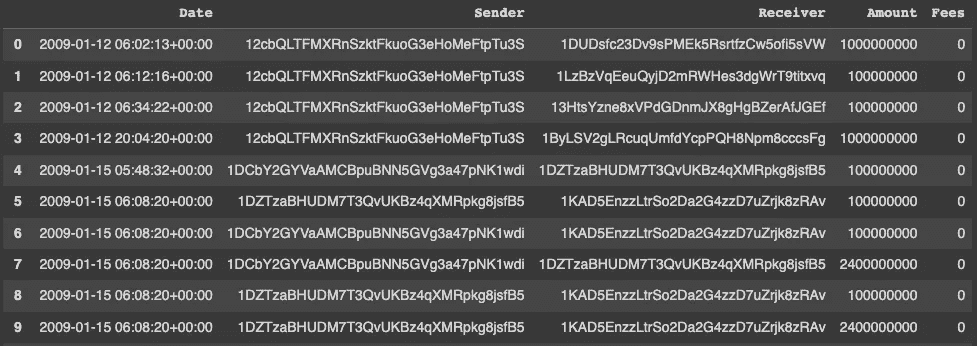 Date Sender Receiver Amount Fees
0 2009-01-12 06:02:13+00:00 12cbQLTFMXRnSzktFkuoG3eHoMeFtpTu3S 1DUDsfc23Dv9sPMEk5RsrtfzCw5ofi5sVW 1000000000 0
1 2009-01-12 06:12:16+00:00 12cbQLTFMXRnSzktFkuoG3eHoMeFtpTu3S 1LzBzVqEeuQyjD2mRWHes3dgWrT9titxvq 100000000 0
2 2009-01-12 06:34:22+00:00 12cbQLTFMXRnSzktFkuoG3eHoMeFtpTu3S 13HtsYzne8xVPdGDnmJX8gHgBZerAfJGEf 100000000 0
3 2009-01-12 20:04:20+00:00 12cbQLTFMXRnSzktFkuoG3eHoMeFtpTu3S 1ByLSV2gLRcuqUmfdYcpPQH8Npm8cccsFg 1000000000 0
4 2009-01-15 05:48:32+00:00 1DCbY2GYVaAMCBpuBNN5GVg3a47pNK1wdi 1DZTzaBHUDM7T3QvUKBz4qXMRpkg8jsfB5 100000000 0
5 2009-01-15 06:08:20+00:00 1DZTzaBHUDM7T3QvUKBz4qXMRpkg8jsfB5 1KAD5EnzzLtrSo2Da2G4zzD7uZrjk8zRAv 100000000 0
6 2009-01-15 06:08:20+00:00 1DCbY2GYVaAMCBpuBNN5GVg3a47pNK1wdi 1KAD5EnzzLtrSo2Da2G4zzD7uZrjk8zRAv 100000000 0
7 2009-01-15 06:08:20+00:00 1DCbY2GYVaAMCBpuBNN5GVg3a47pNK1wdi 1DZTzaBHUDM7T3QvUKBz4qXMRpkg8jsfB5 2400000000 0
8 2009-01-15 06:08:20+00:00 1DZTzaBHUDM7T3QvUKBz4qXMRpkg8jsfB5 1KAD5EnzzLtrSo2Da2G4zzD7uZrjk8zRAv 100000000 0
9 2009-01-15 06:08:20+00:00 1DZTzaBHUDM7T3QvUKBz4qXMRpkg8jsfB5 1KAD5EnzzLtrSo2Da2G4zzD7uZrjk8zRAv 2400000000 0